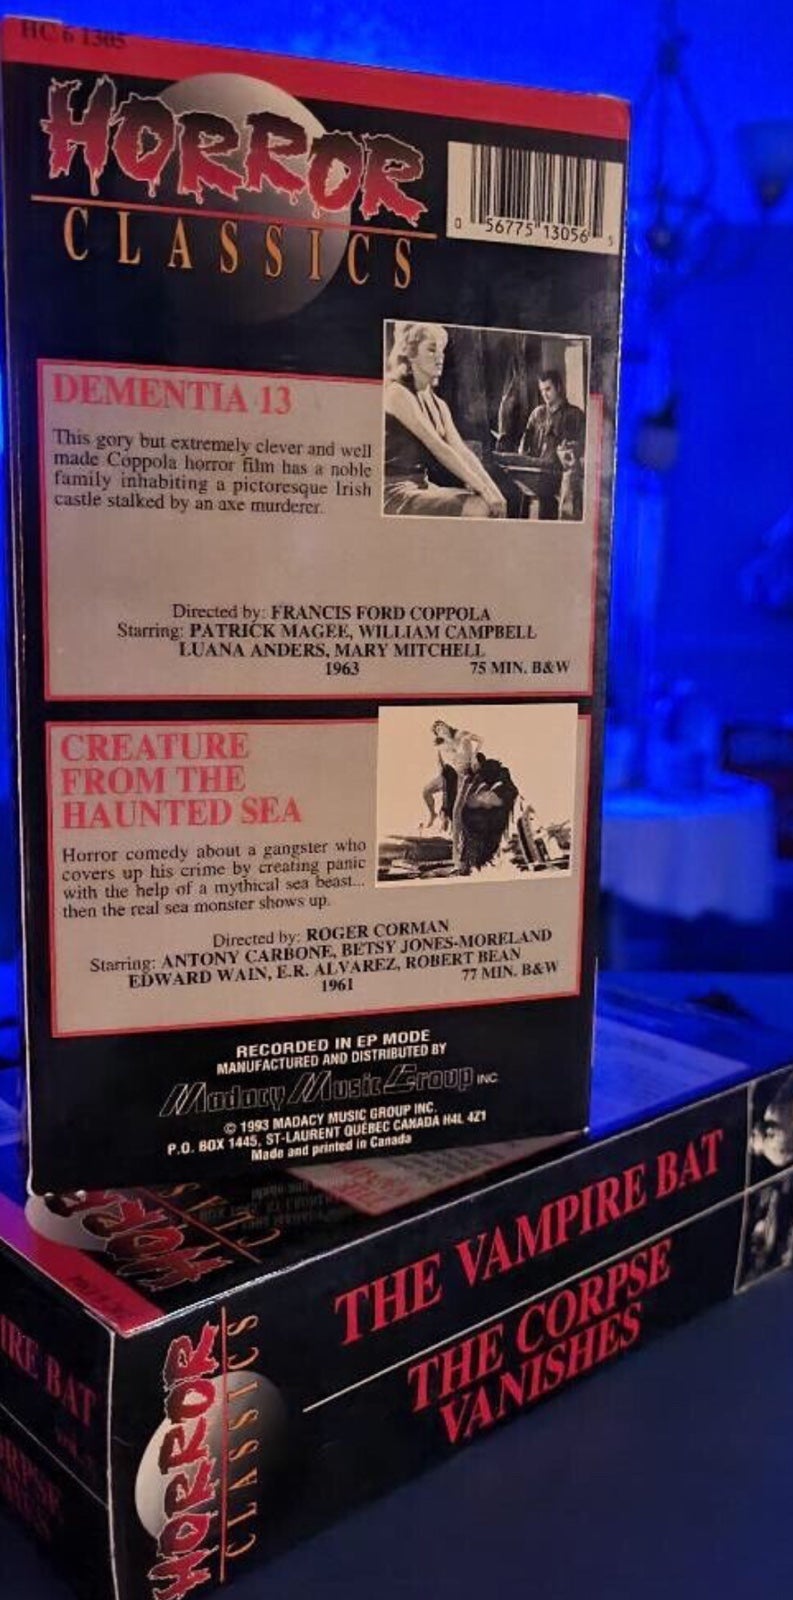 HC 6 1305
HORROR
CLASSICS
0 56775 13056 5
DEMENTIA 13
This gory but extremely clever and well
made Coppola horror film has a noble
family inhabiting a pictoresque Irish
castle stalked by an axe murderer.
Directed by: FRANCIS FORD COPPOLA
Starring: PATRICK MAGEE, WILLIAM CAMPBELL
LUANA ANDERS, MARY MITCHELL
1963 75 MIN. B&W
CREATURE
FROM THE
HAUNTED SEA
Horror comedy about a gangster who
covers up his crime by creating panic
with the help of a mythical sea beast...
then the real sea monster shows up.
Directed by: ROGER CORMAN
Starring: ANTONY CARBONE, BETSY JONES-MORELAND
EDWARD WAIN, E.R. ALVAREZ, ROBERT BEAN
1961 77 MIN. B&W
RECORDED IN EP MODE
MANUFACTURED AND DISTRIBUTED BY
Madacy Music Group INC.
© 1993 MADACY MUSIC GROUP INC.
P.O. BOX 1445, ST-LAURENT QUÉBEC CANADA H4L 4Z1
Made and printed in Canada
THE VAMPIRE BAT
THE CORPSE
VANISHES
HORROR
CLASSICS
IRE BAT